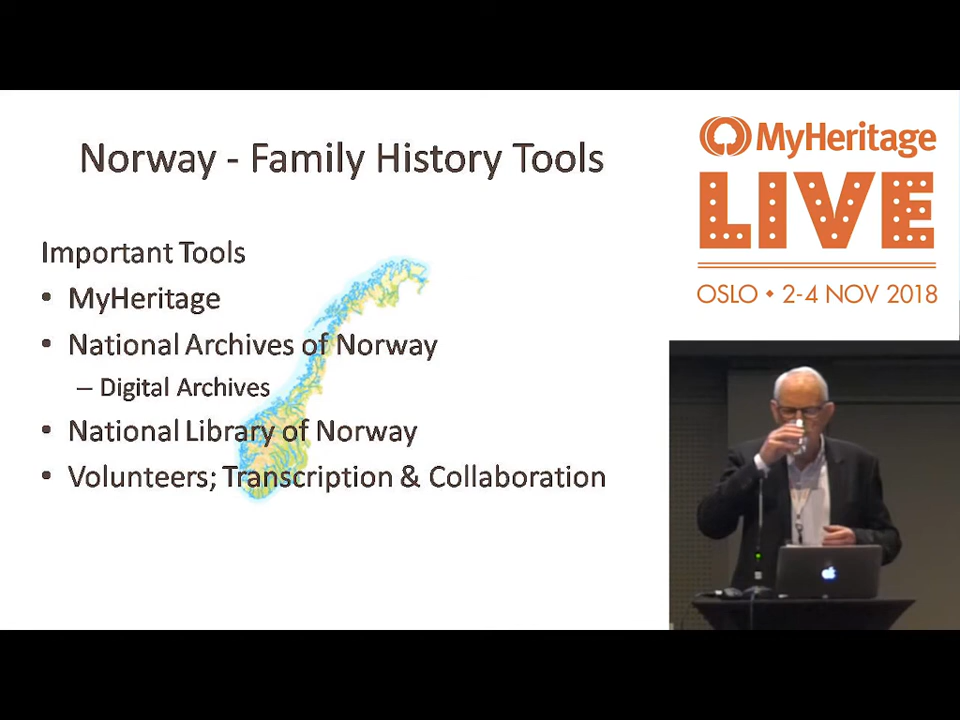 Norway - Family History Tools
Important Tools
• MyHeritage
• National Archives of Norway
– Digital Archives
• National Library of Norway
• Volunteers; Transcription & Collaboration
MyHeritage
LIVE
OSLO • 2-4 NOV 2018